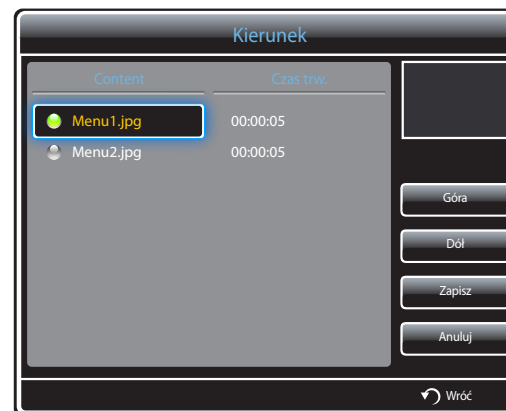 Kierunek
Content Czas trw.
Menu1.jpg 00:00:05
Menu2.jpg 00:00:05
Góra
Dół
Zapisz
Anuluj
Wróć